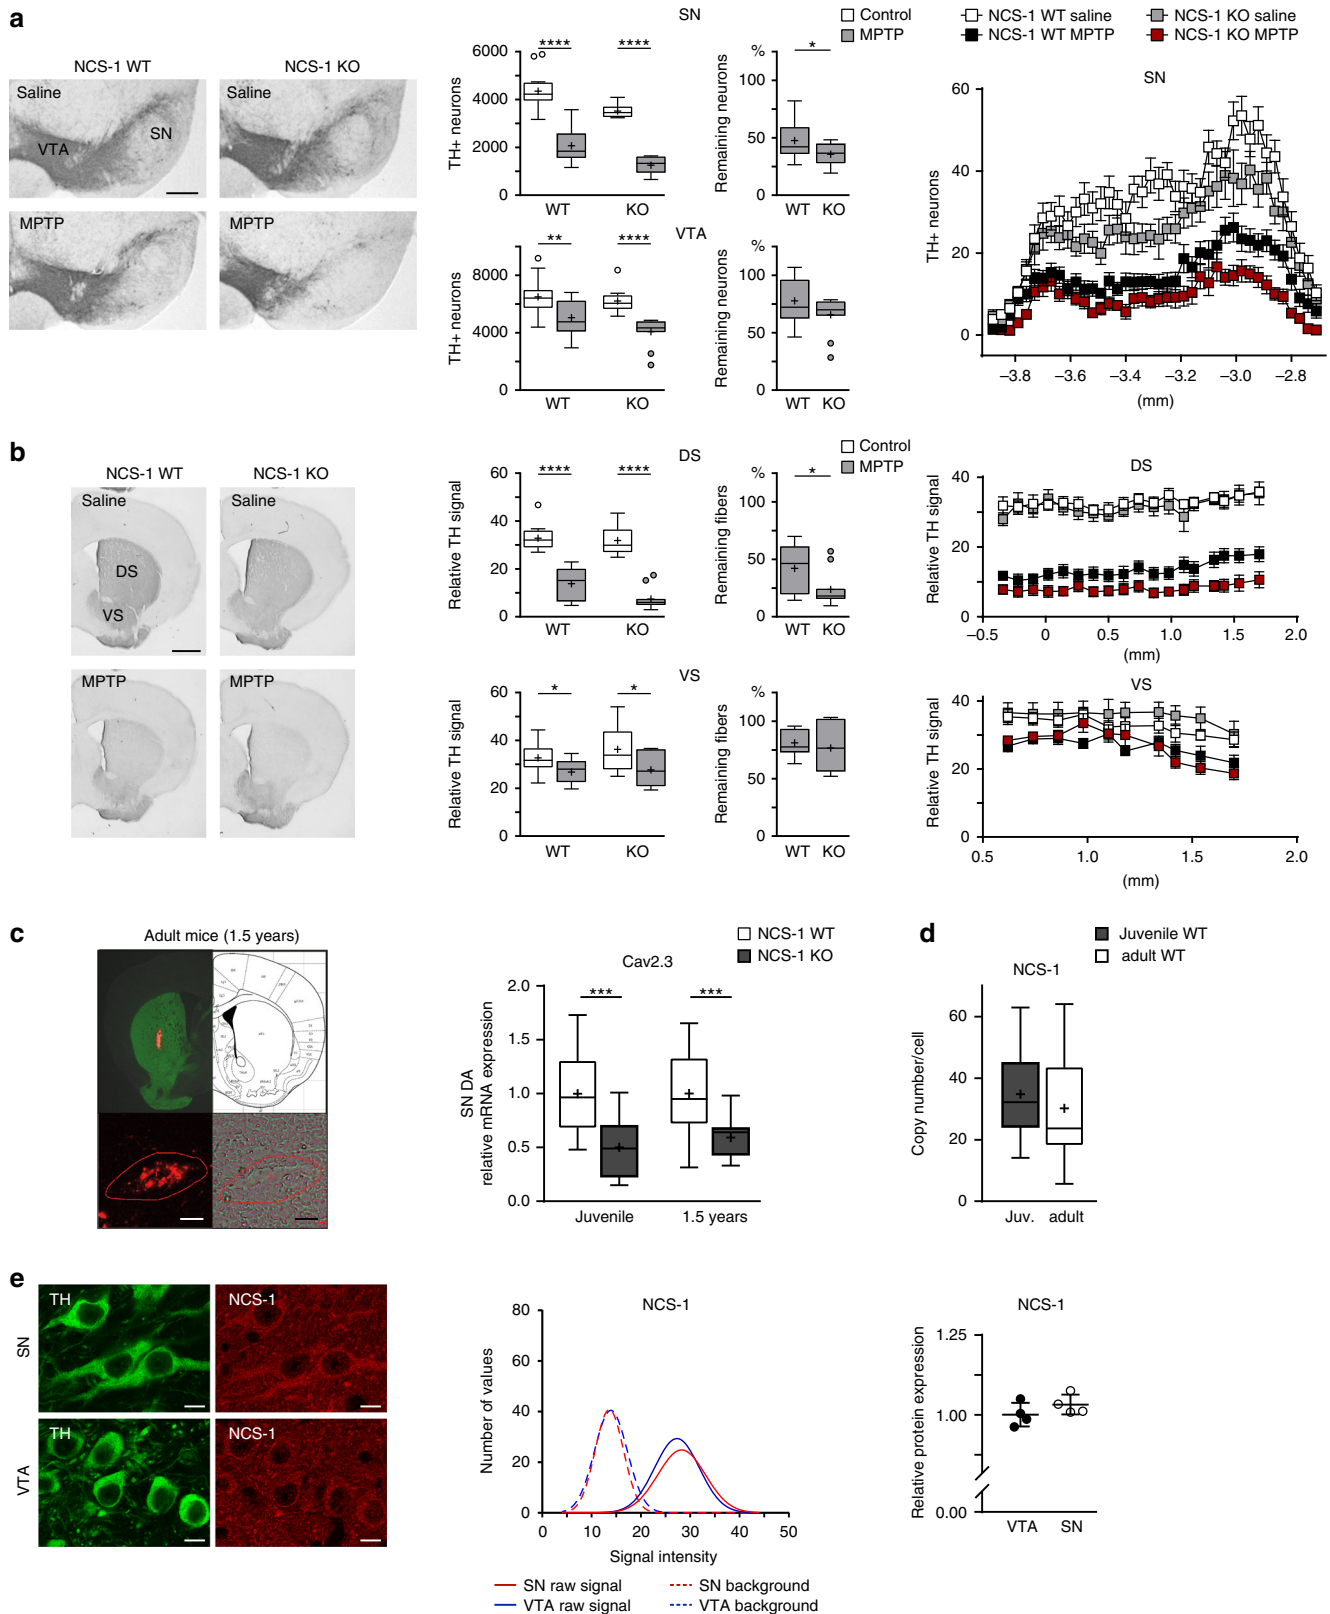 a
NCS-1 WT
NCS-1 KO
Saline
VTA
SN
Saline
MPTP
MPTP
SN
Control
MPTP
TH+ neurons
6000
4000
2000
0
****
****
WT
KO
Remaining neurons
%
100
50
0
*
WT
KO
VTA
TH+ neurons
8000
4000
0
**
****
WT
KO
Remaining neurons
%
100
50
0
WT
KO
NCS-1 WT saline
NCS-1 KO saline
NCS-1 WT MPTP
NCS-1 KO MPTP
SN
TH+ neurons
60
40
20
0
−3.8
−3.6
−3.4
−3.2
−3.0
−2.8
(mm)
b
NCS-1 WT
NCS-1 KO
Saline
DS
VS
Saline
MPTP
MPTP
DS
Control
MPTP
Relative TH signal
60
40
20
0
****
****
WT
KO
Remaining fibers
%
100
50
0
*
WT
KO
DS
Relative TH signal
40
20
0
−0.5
0
0.5
1.0
1.5
2.0
(mm)
VS
Relative TH signal
60
40
20
0
*
*
WT
KO
Remaining fibers
%
100
50
0
WT
KO
VS
Relative TH signal
40
20
0
0.5
1.0
1.5
2.0
(mm)
c
Adult mice (1.5 years)
NCS-1 WT
NCS-1 KO
Cav2.3
SN DA
relative mRNA expression
2.0
1.5
1.0
0.5
0.0
***
***
Juvenile
1.5 years
d
Juvenile WT
adult WT
NCS-1
Copy number/cell
60
40
20
0
Juv.
adult
e
SN
TH
NCS-1
VTA
TH
NCS-1
NCS-1
Number of values
80
60
40
20
0
0
10
20
30
40
50
Signal intensity
SN raw signal
SN background
VTA raw signal
VTA background
NCS-1
Relative protein expression
1.25
1.00
0.00
VTA
SN